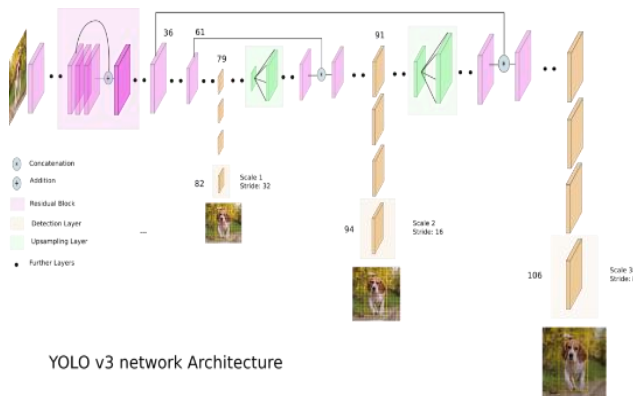 36
61
79
91
82
Scale 1
Stride: 32
94
Scale 2
Stride: 16
106
Scale 3
Stride:
Concatenation
Addition
Residual Block
Detection Layer
Upsampling Layer
Further Layers
YOLO v3 network Architecture